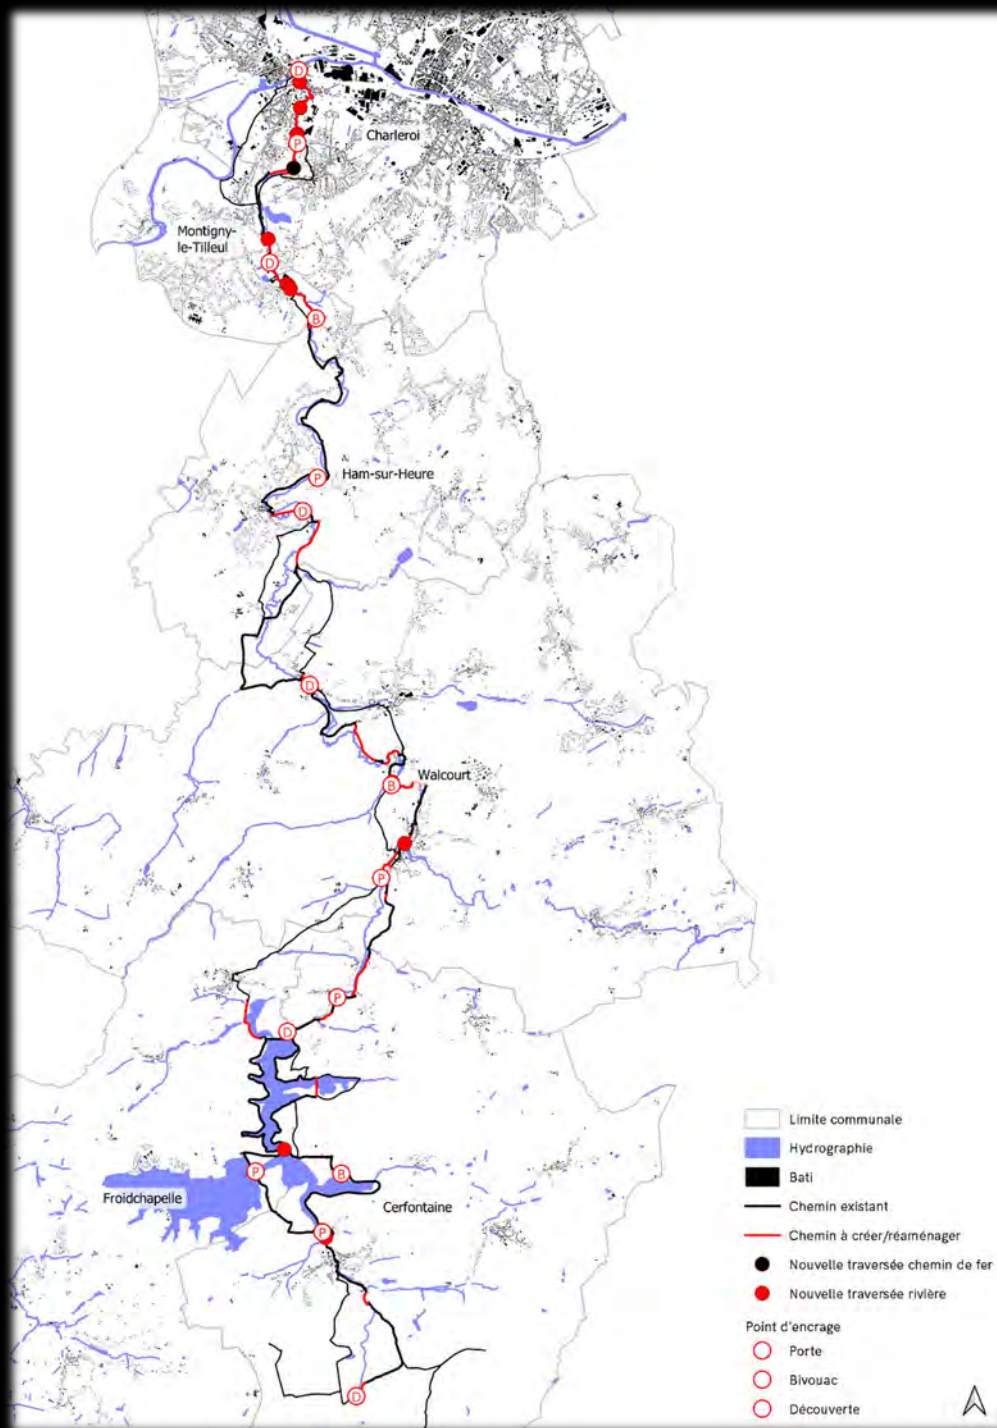 D
Charleroi
P
Montigny-
le-Tilleul
D
B
P
Ham-sur-Heure
D
D
Walcourt
B
P
P
D
P
B
Froidchapelle
Cerfontaine
P
D
Limite communale
Hydrographie
Bati
Chemin existant
Chemin à créer/réaménager
Nouvelle traversée chemin de fer
Nouvelle traversée rivière
Point d'encrage
Porte
Bivouac
Découverte